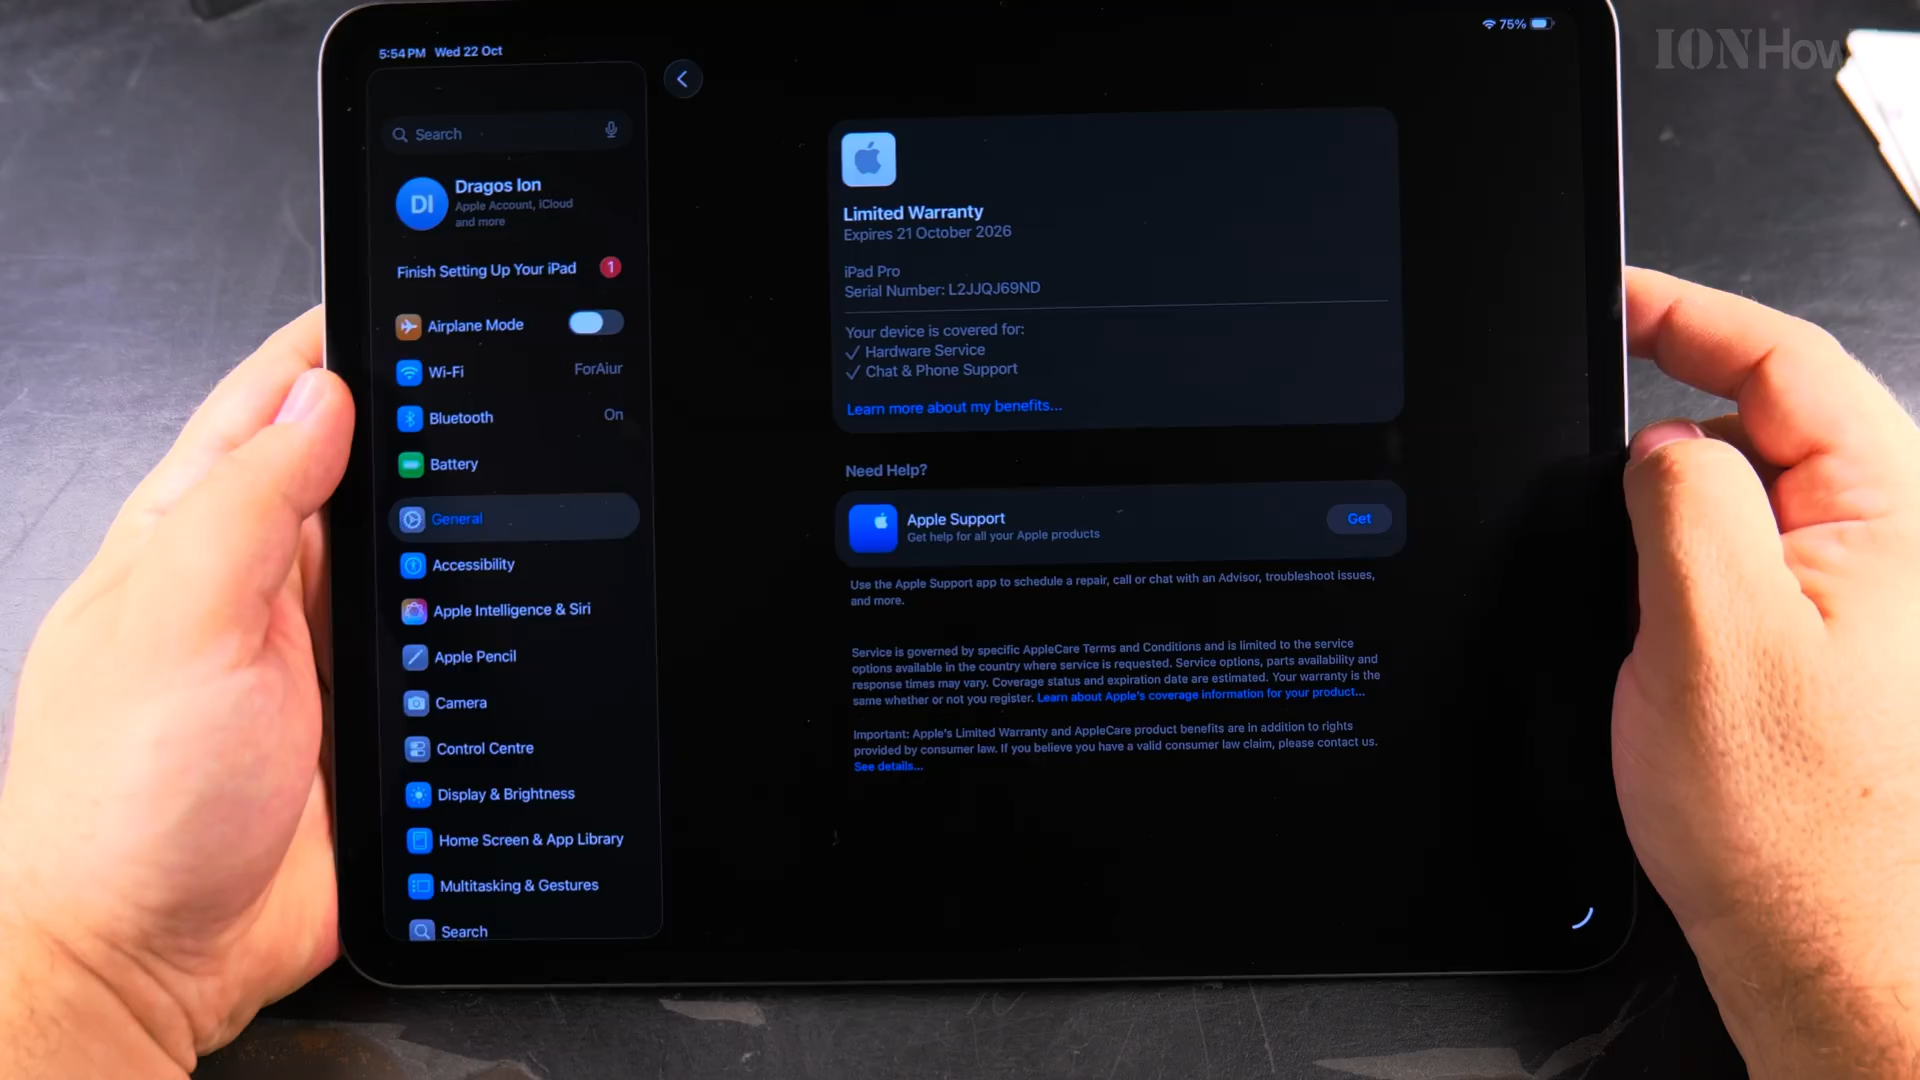 5:54 PM Wed 22 Oct
75%
IONHow
Search
DI
Dragos Ion
Apple Account, iCloud
and more
Finish Setting Up Your iPad 1
Airplane Mode
Wi-Fi ForAiur
Bluetooth On
Battery
General
Accessibility
Apple Intelligence & Siri
Apple Pencil
Camera
Control Centre
Display & Brightness
Home Screen & App Library
Multitasking & Gestures
Search
Limited Warranty
Expires 21 October 2026
iPad Pro
Serial Number: L2JJQJ69ND
Your device is covered for:
✓ Hardware Service
✓ Chat & Phone Support
Learn more about my benefits...
Need Help?
Apple Support
Get help for all your Apple products
Get
Use the Apple Support app to schedule a repair, call or chat with an Advisor, troubleshoot issues,
and more.
Service is governed by specific AppleCare Terms and Conditions and is limited to the service
options available in the country where service is requested. Service options, parts availability and
response times may vary. Coverage status and expiration date are estimated. Your warranty is the
same whether or not you register. Learn about Apple's coverage information for your product...
Important: Apple's Limited Warranty and AppleCare product benefits are in addition to rights
provided by consumer law. If you believe you have a valid consumer law claim, please contact us.
See details...